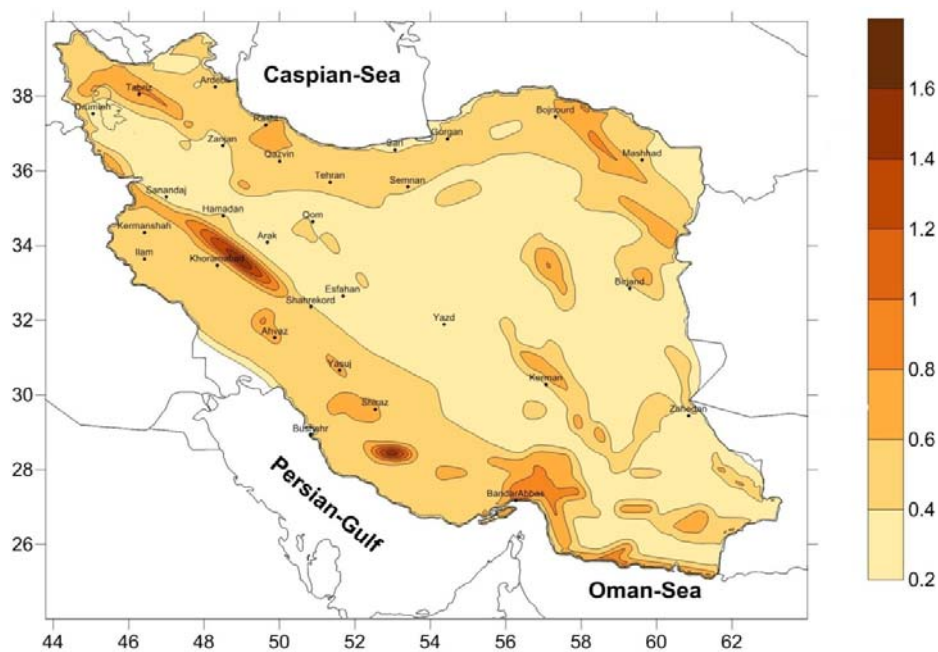 Caspian-Sea
Ardebil
Tabriz
Orumieh
Rasht
Zanjan
Qazvin
Sari
Gorgan
Bojnourd
Mashhad
Tehran
Semnan
Sanandaj
Hamadan
Qom
Kermanshah
Arak
Ilam
Khoramabad
Esfahan
Shahrekord
Birjand
Yazd
Ahvaz
Yasuj
Kerman
Shiraz
Zahedan
Bushehr
BandarAbbas
Persian-Gulf
Oman-Sea
38
36
34
32
30
28
26
44 46 48 50 52 54 56 58 60 62
1.6
1.4
1.2
1
0.8
0.6
0.4
0.2